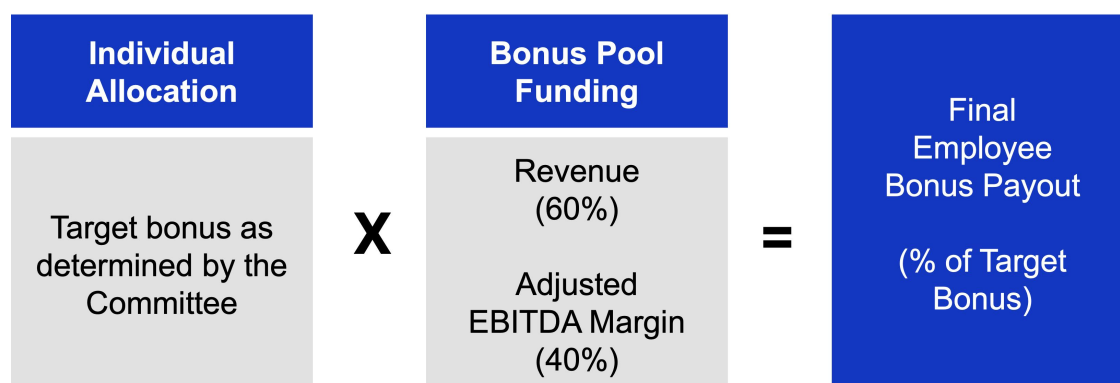 Individual
Allocation
Target bonus as
determined by the
Committee
X
Bonus Pool
Funding
Revenue
(60%)
Adjusted
EBITDA Margin
(40%)
=
Final
Employee
Bonus Payout
(% of Target
Bonus)